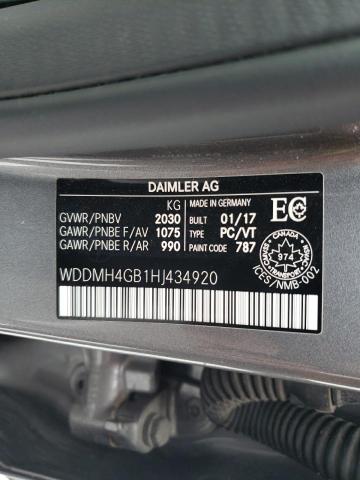 DAIMLER AG
KG
MADE IN GERMANY
GVWR/PNBV 2030
BUILT 01/17
GAWR/PNBE F/AV 1075
TYPE PC/VT
GAWR/PNBE R/AR 990
PAINT CODE 787
EC
CANADA
974
TRANSPORT
ICES/NMB-002
WDDMH4GB1HJ434920